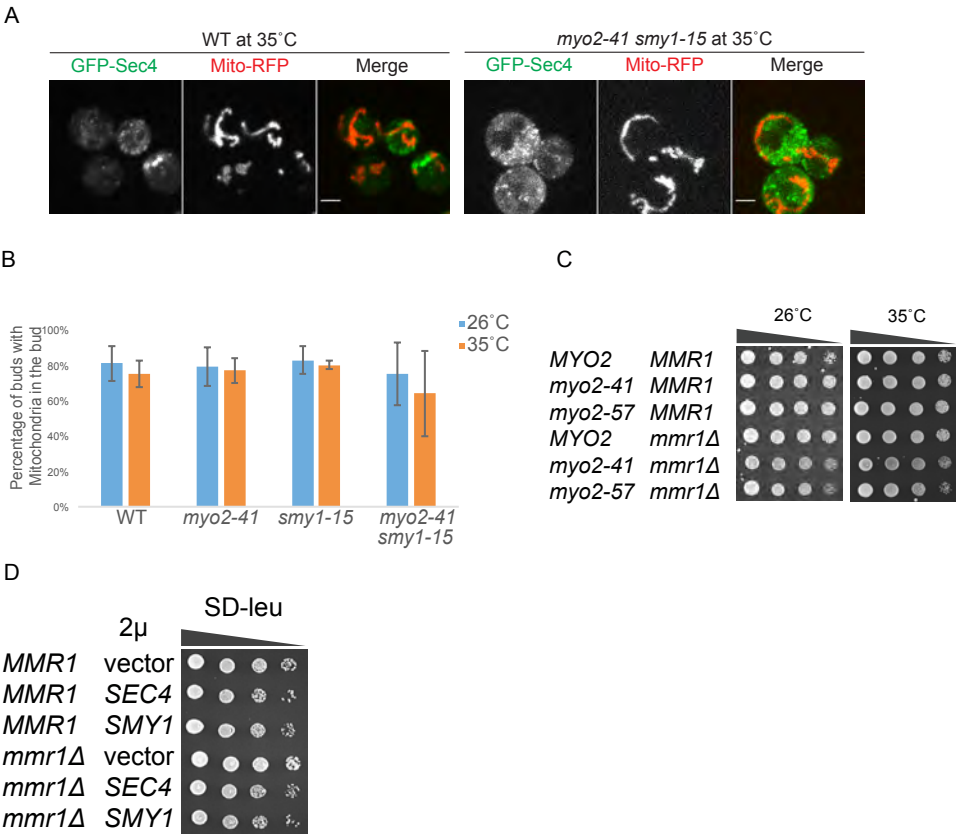 A
WT at 35˚C
GFP-Sec4 Mito-RFP Merge
myo2-41 smy1-15 at 35˚C
GFP-Sec4 Mito-RFP Merge
B
Percentage of buds with
Mitochondria in the bud
100%
80%
60%
40%
20%
0%
26˚C
35˚C
WT myo2-41 smy1-15 myo2-41
smy1-15
C
26˚C 35˚C
MYO2 MMR1
myo2-41 MMR1
myo2-57 MMR1
MYO2 mmr1Δ
myo2-41 mmr1Δ
myo2-57 mmr1Δ
D
2µ SD-leu
MMR1 vector
MMR1 SEC4
MMR1 SMY1
mmr1Δ vector
mmr1Δ SEC4
mmr1Δ SMY1